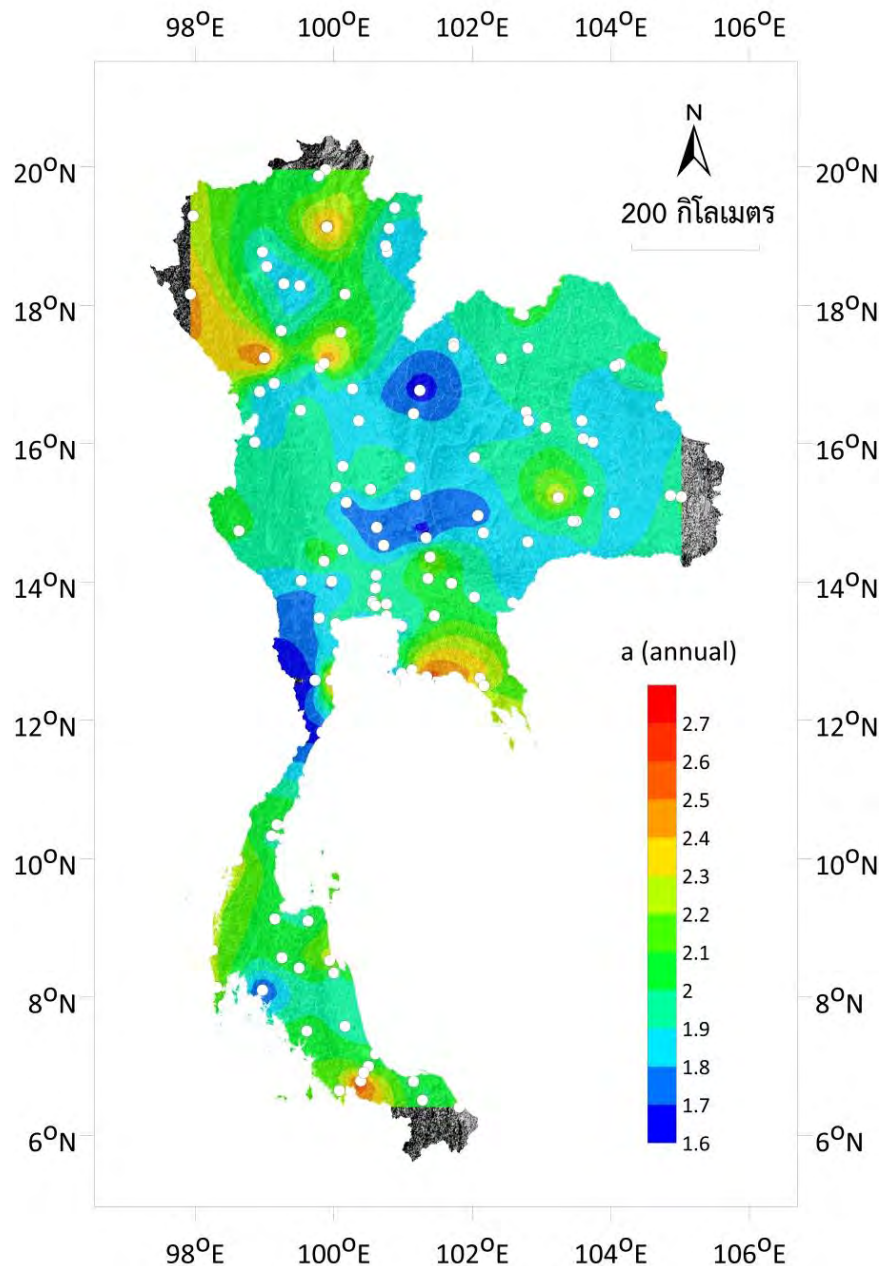 98°E 100°E 102°E 104°E 106°E
N
20°N 20°N
200 กิโลเมตร
18°N 18°N
16°N 16°N
14°N 14°N
a (annual)
12°N 12°N
2.7
2.6
2.5
2.4
10°N 10°N
2.3
2.2
2.1
2
8°N 8°N
1.9
1.8
1.7
6°N 6°N
1.6
98°E 100°E 102°E 104°E 106°E